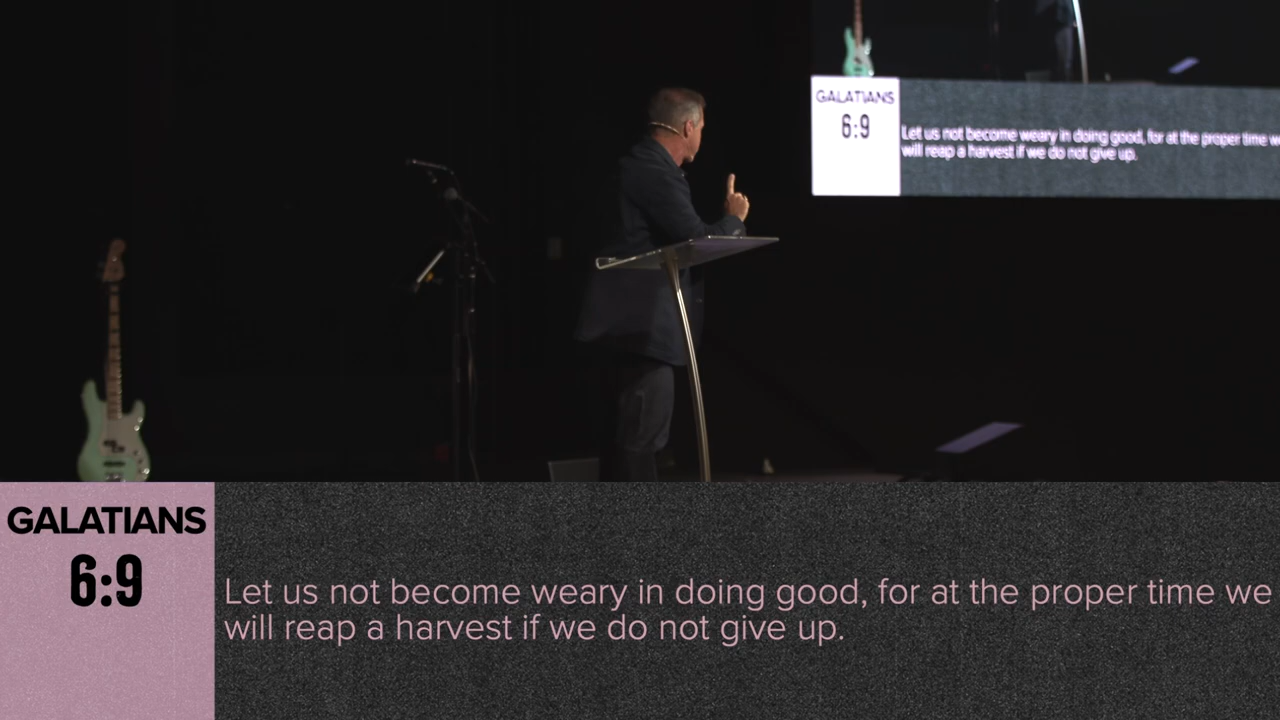 GALATIANS
6:9
Let us not become weary in doing good, for at the proper time we
will reap a harvest if we do not give up.
GALATIANS
6:9
Let us not become weary in doing good, for at the proper time we
will reap a harvest if we do not give up.